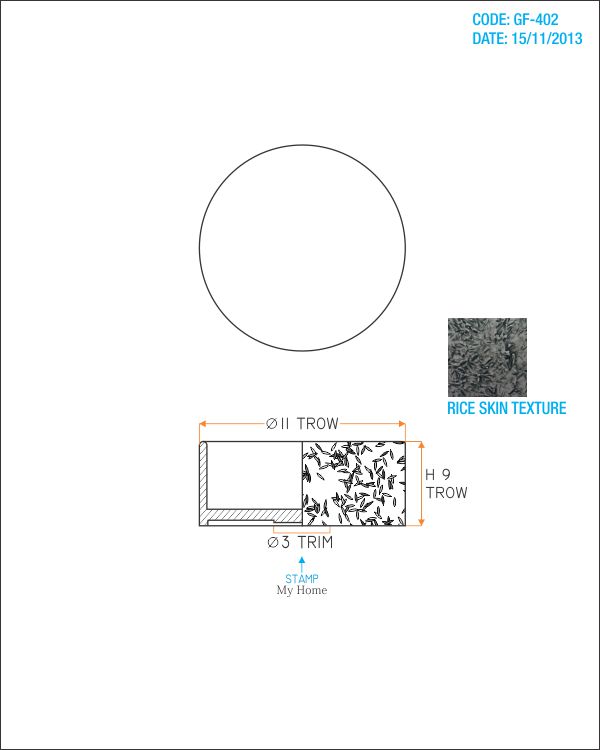 CODE: GF-402
DATE: 15/11/2013
RICE SKIN TEXTURE
Ø11 TROW
H 9
TROW
Ø3 TRIM
STAMP
My Home